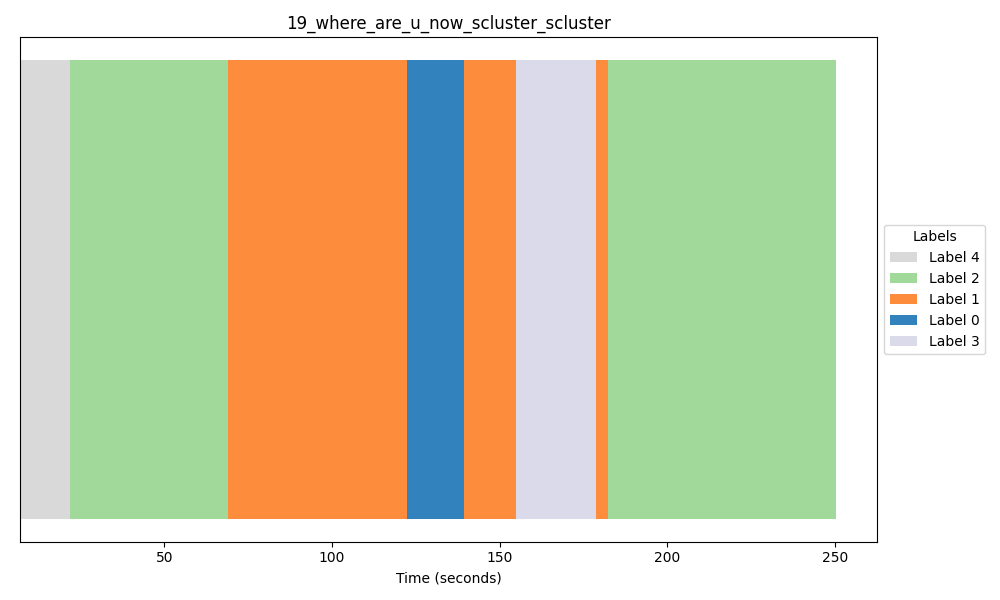 19_where_are_u_now_scluster_scluster
Labels
Label 4
Label 2
Label 1
Label 0
Label 3
50
100
150
200
250
Time (seconds)